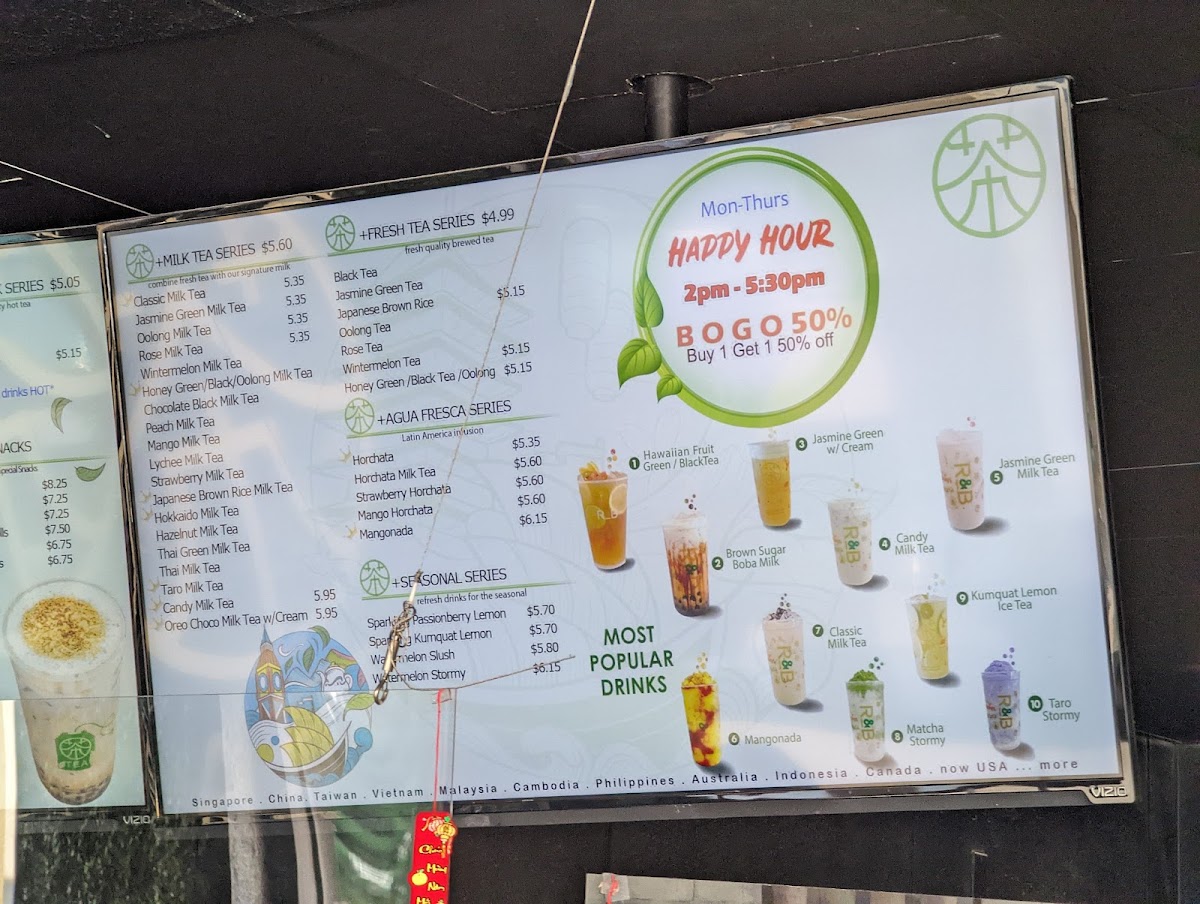 K SERIES $5.05
ty hot tea
$5.15
drinks HOT*
NACKS
pecial Snacks
$8.25
$7.25
$7.25
lls $7.50
$6.75
s $6.75
茶
TEA
VIZIO
茶
+MILK TEA SERIES $5.60
combine fresh tea with our signature milk
Classic Milk Tea 5.35
Jasmine Green Milk Tea 5.35
Oolong Milk Tea 5.35
Rose Milk Tea 5.35
Wintermelon Milk Tea
Honey Green/Black/Oolong Milk Tea
Chocolate Black Milk Tea
Peach Milk Tea
Mango Milk Tea
Lychee Milk Tea
Strawberry Milk Tea
Japanese Brown Rice Milk Tea
Hokkaido Milk Tea
Hazelnut Milk Tea
Thai Green Milk Tea
Thai Milk Tea
Taro Milk Tea
Candy Milk Tea 5.95
Oreo Choco Milk Tea w/Cream 5.95
茶
+FRESH TEA SERIES $4.99
fresh quality brewed tea
Black Tea
Jasmine Green Tea
Japanese Brown Rice $5.15
Oolong Tea
Rose Tea
Wintermelon Tea $5.15
Honey Green /Black Tea /Oolong $5.15
茶
+AGUA FRESCA SERIES
Latin America infusion
Horchata $5.35
Horchata Milk Tea $5.60
Strawberry Horchata $5.60
Mango Horchata $5.60
Mangonada $6.15
茶
+SEASONAL SERIES
refresh drinks for the seasonal
Passionberry Lemon $5.70
Kumquat Lemon $5.70
Slush $5.80
Watermelon Stormy $6.15
Mon-Thurs
HAPPY HOUR
2pm - 5:30pm
BOGO 50%
Buy 1 Get 1 50% off
茶
MOST
POPULAR
DRINKS
1 Hawaiian Fruit
Green / BlackTea
2 Brown Sugar
Boba Milk
3 Jasmine Green
w/ Cream
4 Candy
Milk Tea
5 Jasmine Green
Milk Tea
6 Mangonada
7 Classic
Milk Tea
8 Matcha
Stormy
9 Kumquat Lemon
Ice Tea
10 Taro
Stormy
R&B
R&B
R&B
R&B
R&B
Singapore . China. Taiwan . Vietnam . Malaysia . Cambodia . Philippines . Australia . Indonesia . Canada . now USA ... more
VIZIO